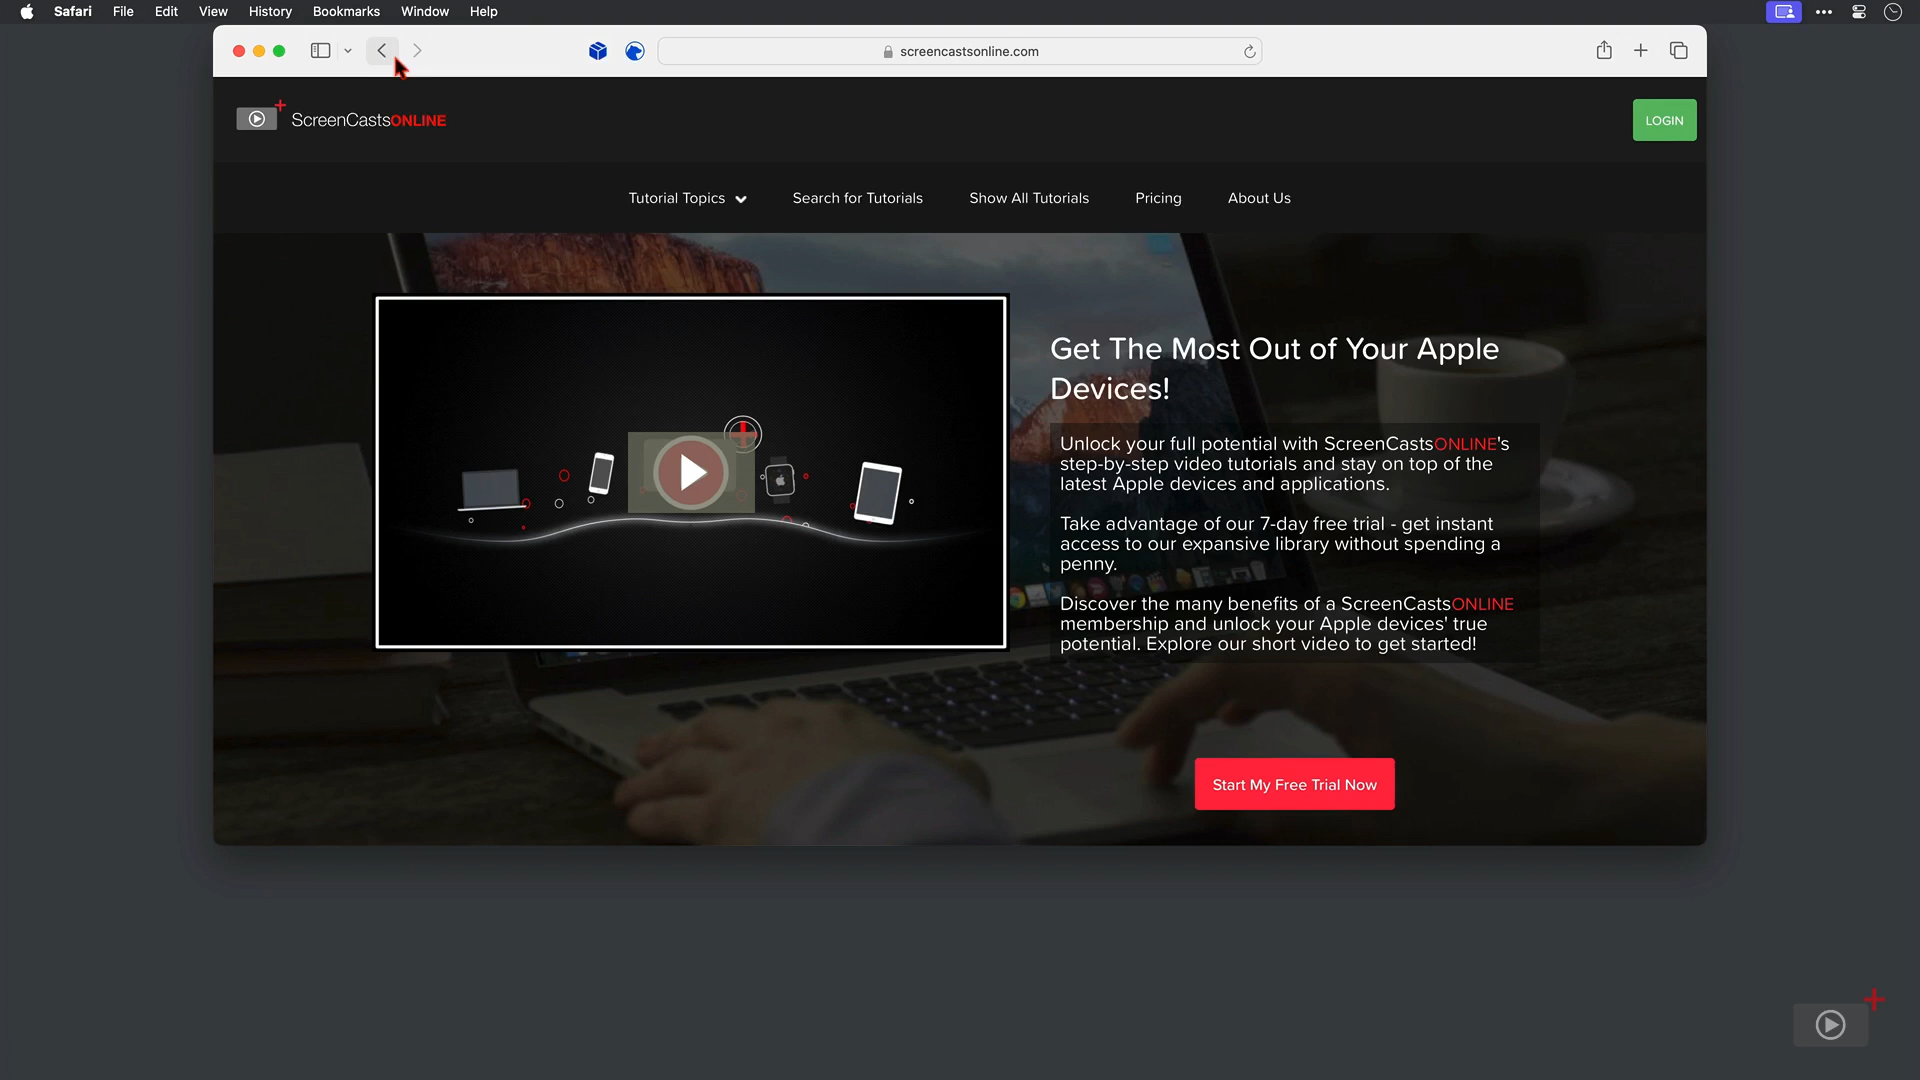 Safari File Edit View History Bookmarks Window Help
screencastsonline.com
ScreenCastsONLINE
LOGIN
Tutorial Topics Search for Tutorials Show All Tutorials Pricing About Us
Get The Most Out of Your Apple
Devices!
Unlock your full potential with ScreenCastsONLINE's
step-by-step video tutorials and stay on top of the
latest Apple devices and applications.
Take advantage of our 7-day free trial - get instant
access to our expansive library without spending a
penny.
Discover the many benefits of a ScreenCastsONLINE
membership and unlock your Apple devices' true
potential. Explore our short video to get started!
Start My Free Trial Now